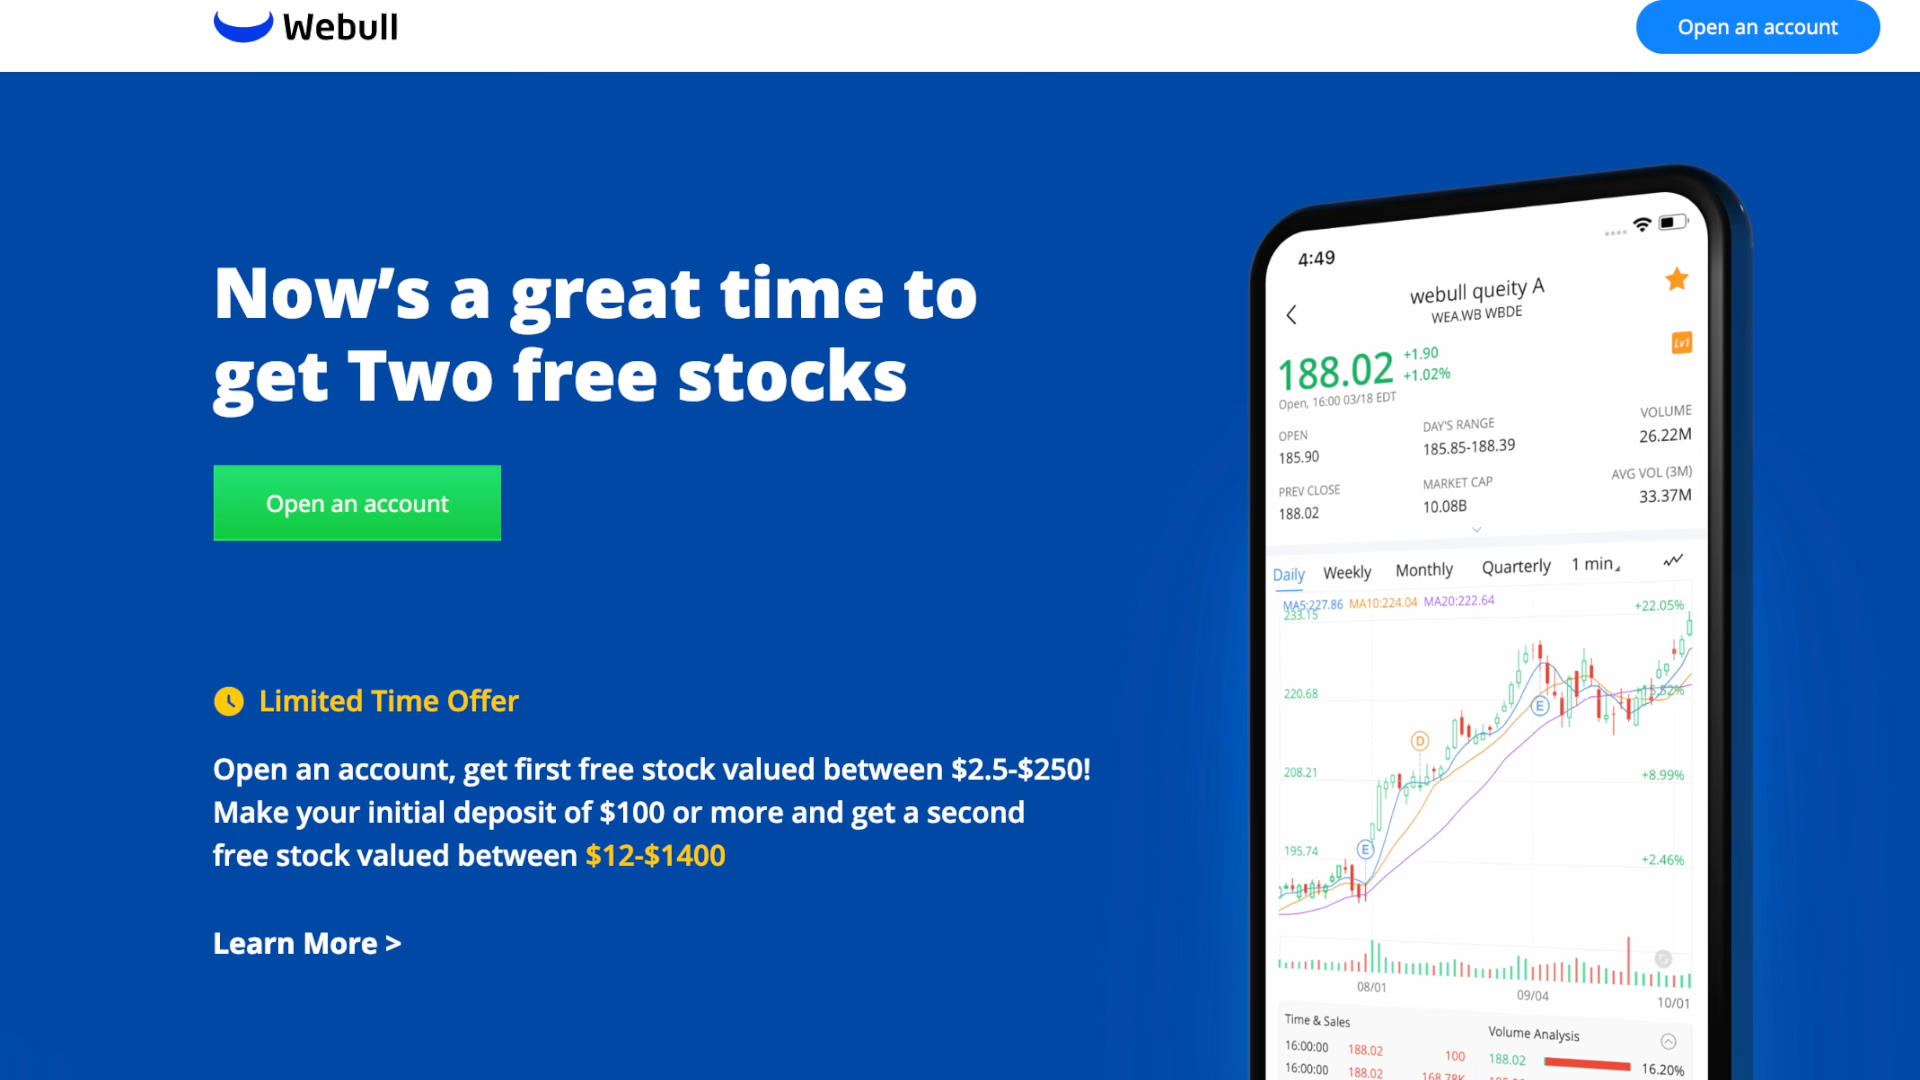 Webull
Open an account
Now's a great time to
get Two free stocks
Open an account
Limited Time Offer
Open an account, get first free stock valued between $2.5-$250!
Make your initial deposit of $100 or more and get a second
free stock valued between $12-$1400
Learn More >
4:49
webull queity A
WEA.WB WBDE
Lv1
188.02
+1.90
+1.02%
Open, 16:00 03/18 EDT
OPEN
185.90
DAY'S RANGE
185.85-188.39
VOLUME
26.22M
PREV CLOSE
188.02
MARKET CAP
10.08B
AVG VOL (3M)
33.37M
Daily Weekly Monthly Quarterly 1 min
MA5:227.86 MA10:224.04 MA20:222.64
233.15
+22.05%
220.68
+15.52%
E
D
208.21
+8.99%
195.74
E
+2.46%
08/01
09/04
10/01
Time & Sales
16:00:00 188.02 100
16:00:00 188.02 168.78K
Volume Analysis
188.02 16.20%